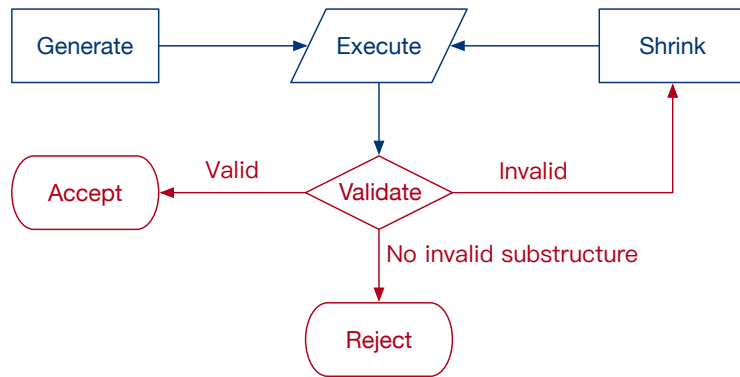 Generate
Execute
Shrink
Valid
Invalid
Accept
Validate
No invalid substructure
Reject